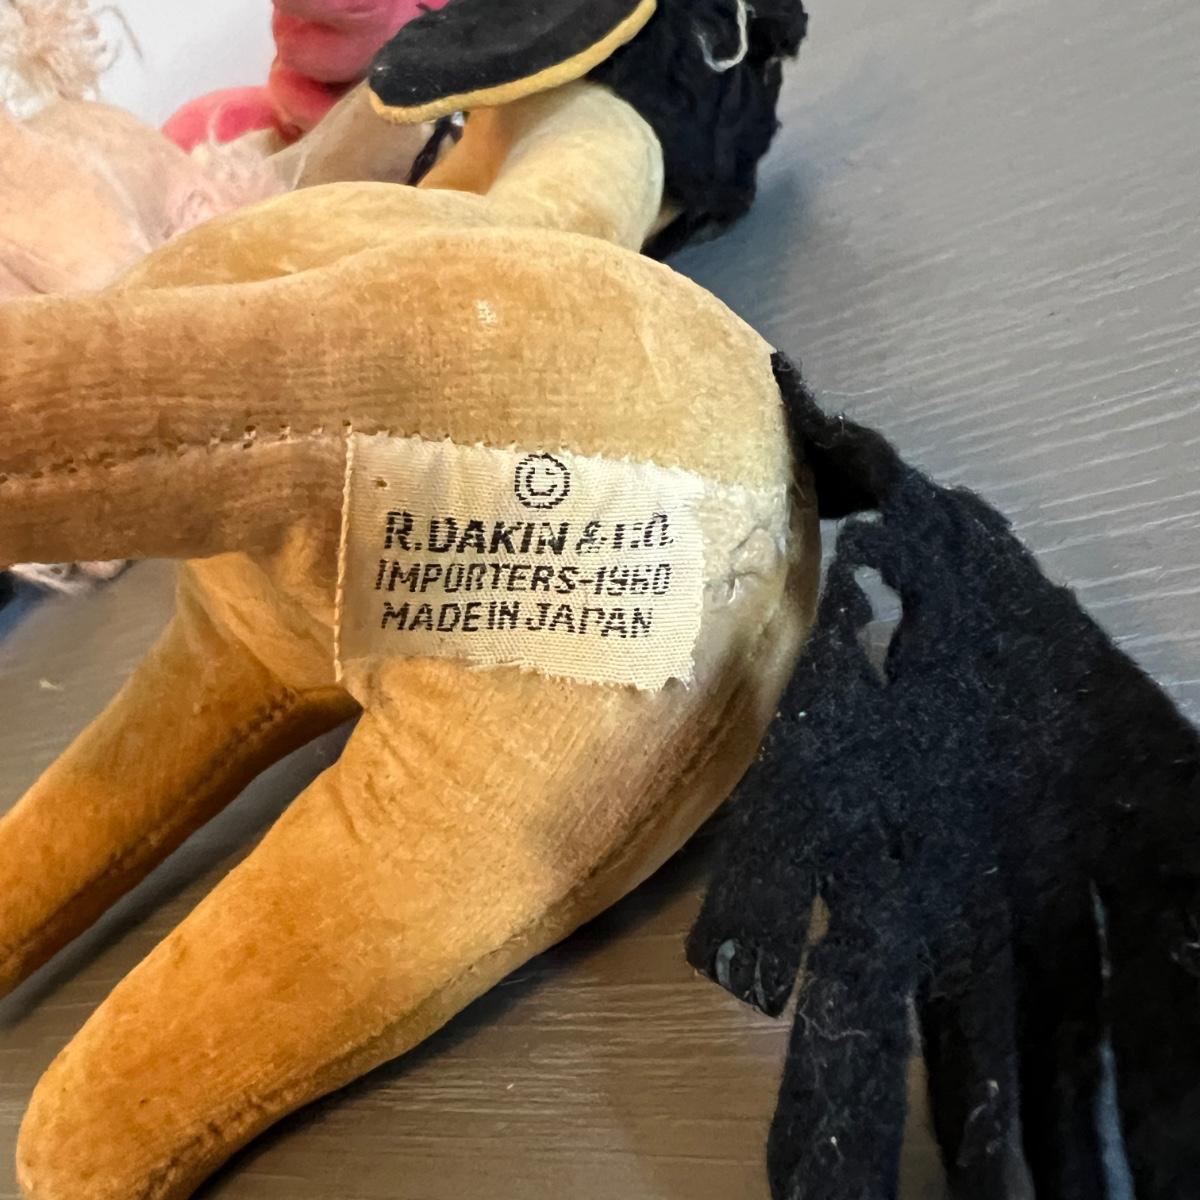 ©
R. DAKIN & CO.
IMPORTERS-1960
MADE IN JAPAN